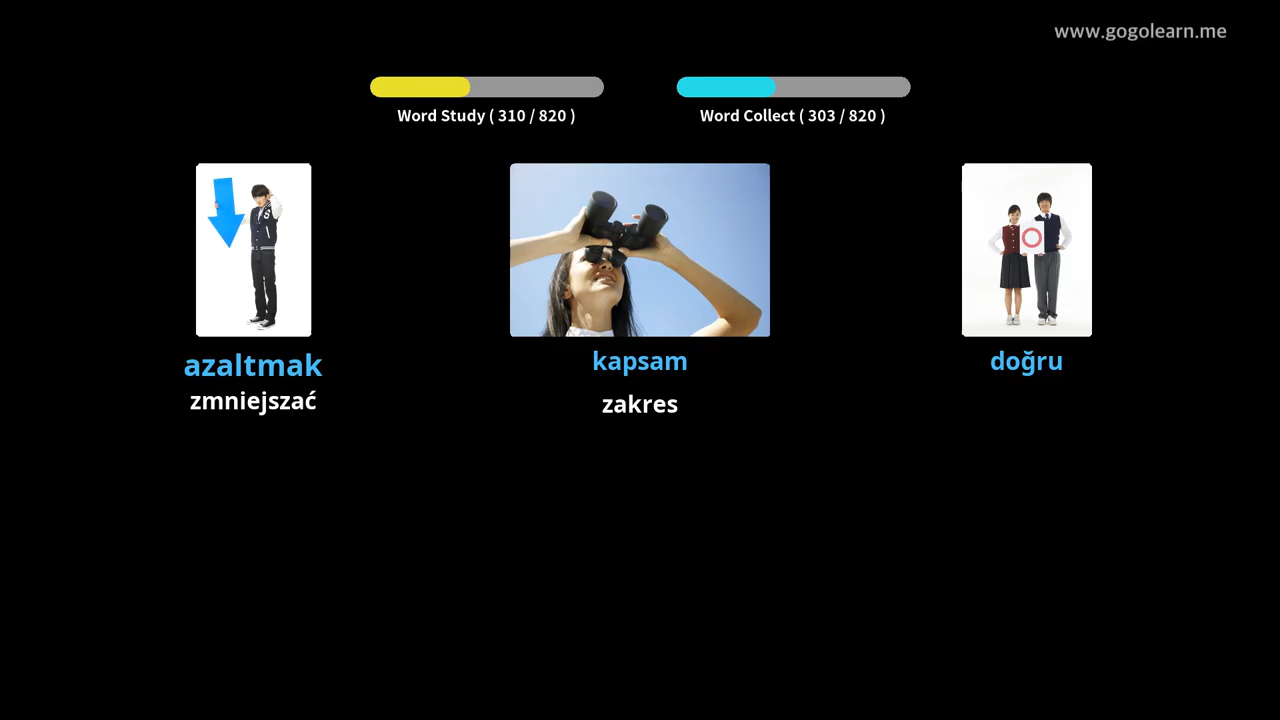 www.gogolearn.me
Word Study ( 310 / 820 )
Word Collect ( 303 / 820 )
azaltmak
zmniejszać
kapsam
zakres
doğru